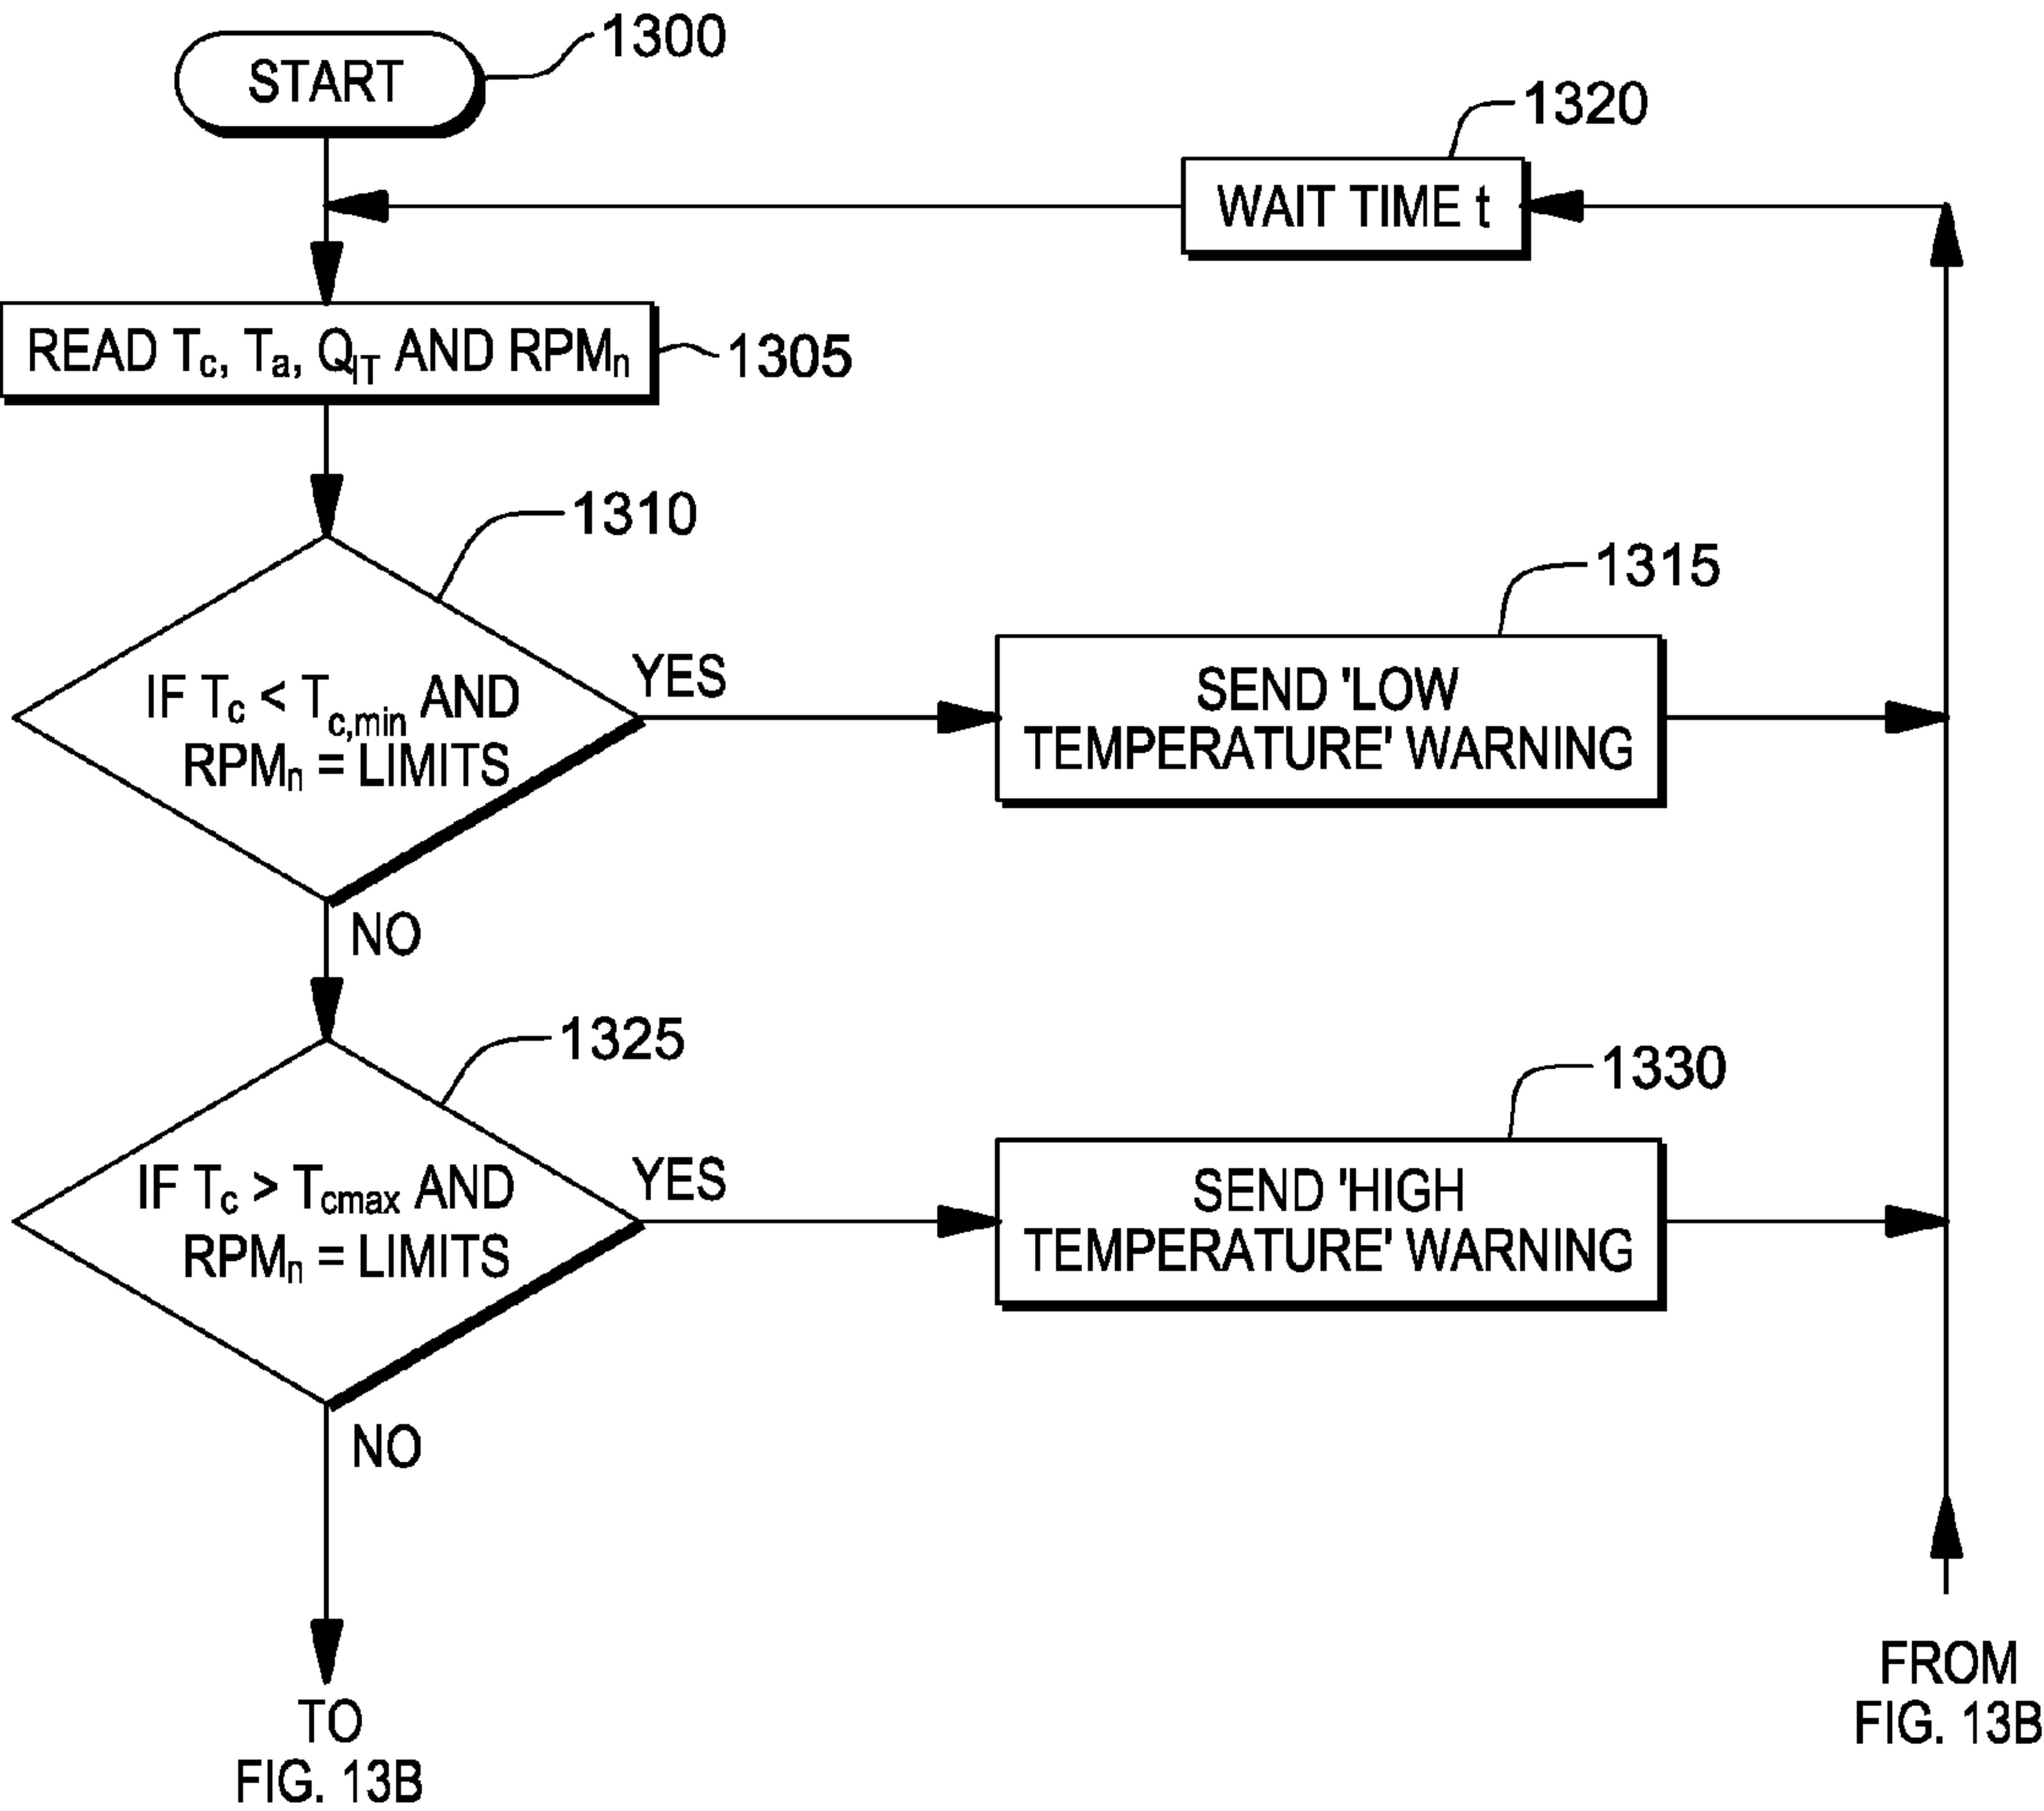 START
1300
1320
WAIT TIME t
READ Tc, Ta, QIT AND RPMn
1305
1310
1315
IF Tc < Tc,min AND
RPMn = LIMITS
YES
SEND 'LOW
TEMPERATURE' WARNING
NO
1325
1330
IF Tc > Tcmax AND
RPMn = LIMITS
YES
SEND 'HIGH
TEMPERATURE' WARNING
NO
TO
FIG. 13B
FROM
FIG. 13B